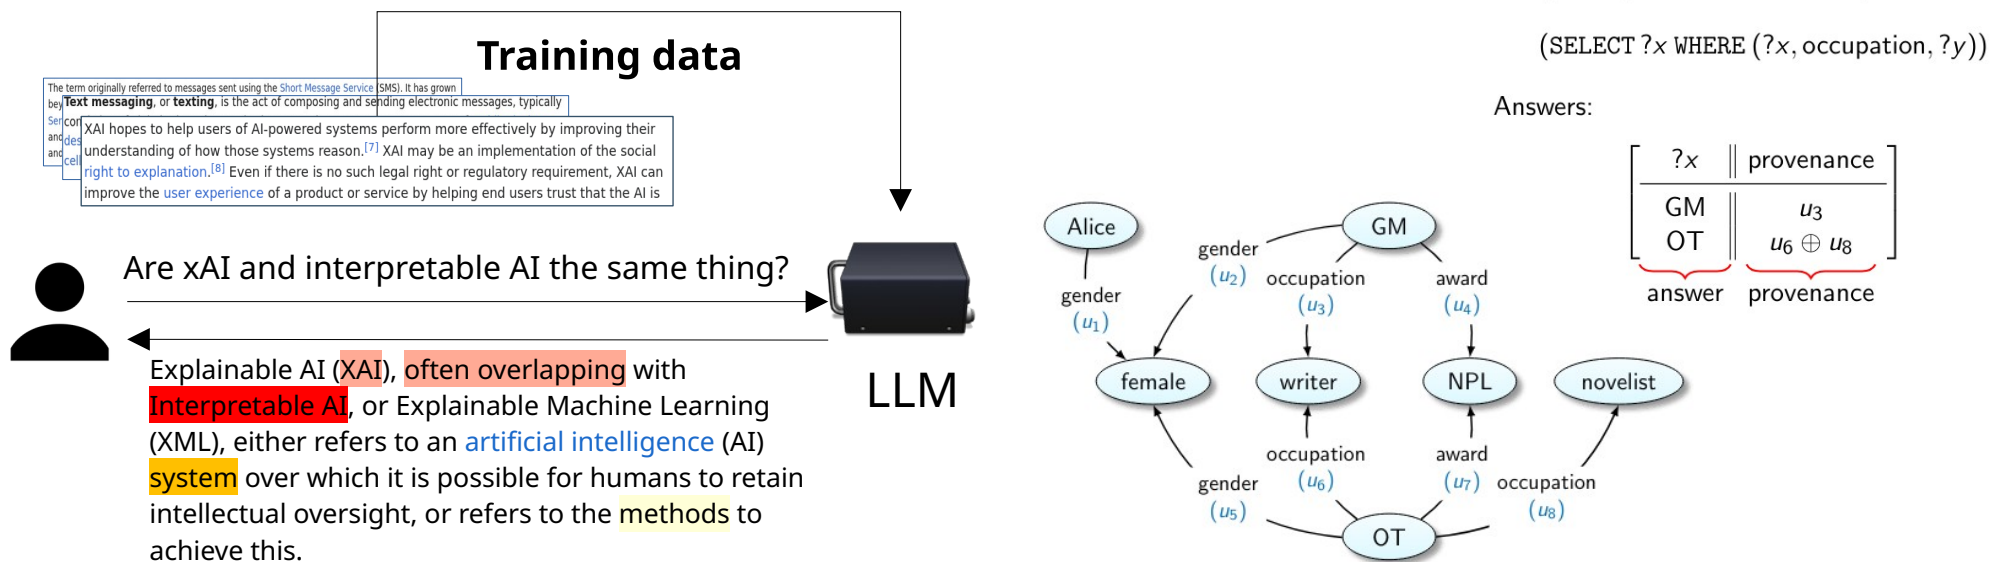 Training data
The term originally referred to messages sent using the Short Message Service (SMS). It has grown
bey
Ser
and
and
Text messaging, or texting, is the act of composing and sending electronic messages, typically
con
des
cell
XAI hopes to help users of AI-powered systems perform more effectively by improving their
understanding of how those systems reason.[7] XAI may be an implementation of the social
right to explanation.[8] Even if there is no such legal right or regulatory requirement, XAI can
improve the user experience of a product or service by helping end users trust that the AI is
Are xAI and interpretable AI the same thing?
LLM
Explainable AI (XAI), often overlapping with
Interpretable AI, or Explainable Machine Learning
(XML), either refers to an artificial intelligence (AI)
system over which it is possible for humans to retain
intellectual oversight, or refers to the methods to
achieve this.
(SELECT ?x WHERE (?x, occupation, ?y))
Answers:
?x provenance
GM u3
OT u6 ⊕ u8
answer provenance
Alice
GM
gender
(u1)
gender
(u2)
occupation
(u3)
award
(u4)
female
writer
NPL
novelist
gender
(u5)
occupation
(u6)
award
(u7)
occupation
(u8)
OT